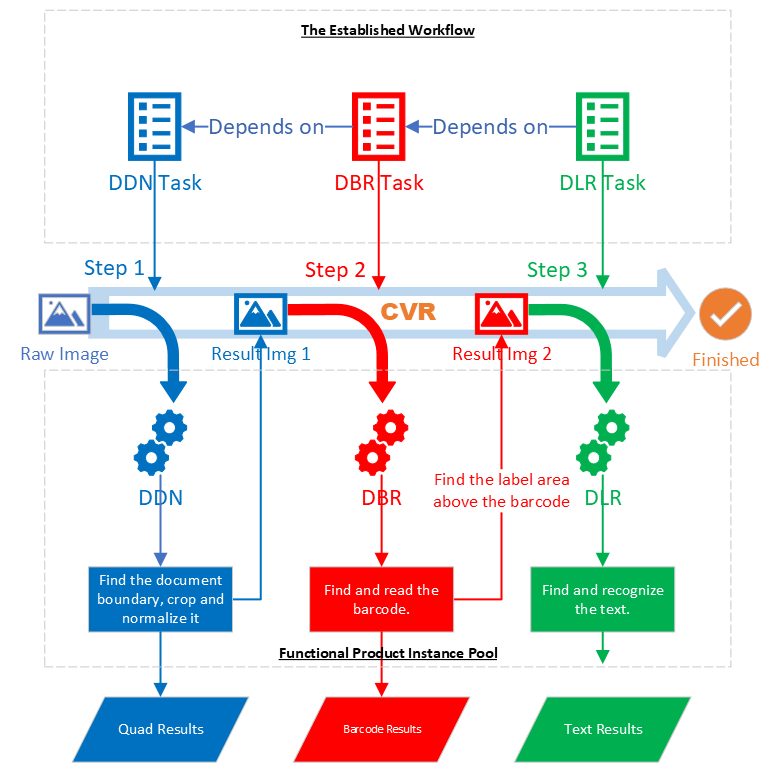 The Established Workflow
Depends on
Depends on
DDN Task
DBR Task
DLR Task
Step 1
Step 2
Step 3
CVR
Raw Image
Result Img 1
Result Img 2
Finished
DDN
DBR
Find the label area
above the barcode
DLR
Find the document
boundary, crop and
normalize it
Find and read the
barcode.
Find and recognize
the text.
Functional Product Instance Pool
Quad Results
Barcode Results
Text Results